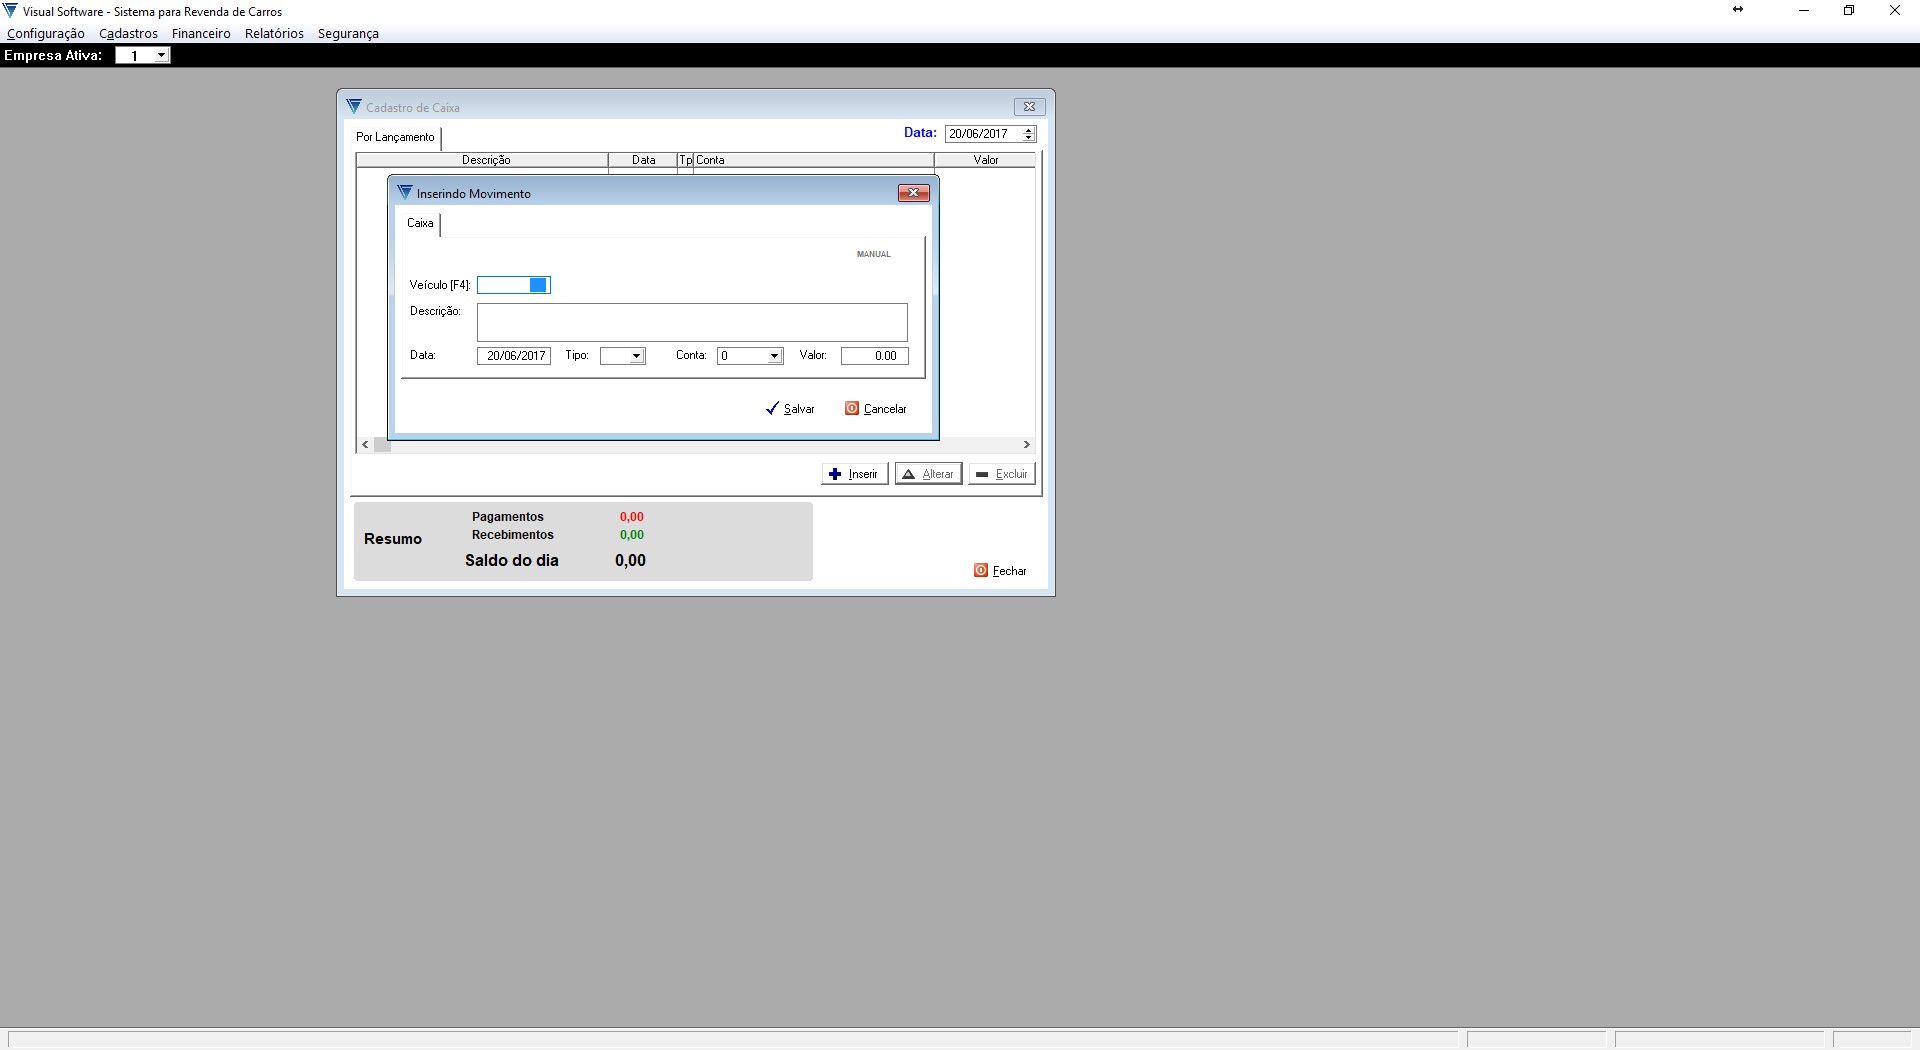 Visual Software - Sistema para Revenda de Carros
Configuração Cadastros Financeiro Relatórios Segurança
Empresa Ativa: 1
Cadastro de Caixa
Por Lançamento
Data: 20/06/2017
Descrição Data Tp Conta Valor
Inserindo Movimento
Caixa
MANUAL
Veículo [F4]:
Descrição:
Data: 20/06/2017 Tipo: Conta: 0 Valor: 0.00
Salvar Cancelar
Inserir Alterar Excluir
Resumo
Pagamentos 0,00
Recebimentos 0,00
Saldo do dia 0,00
Fechar